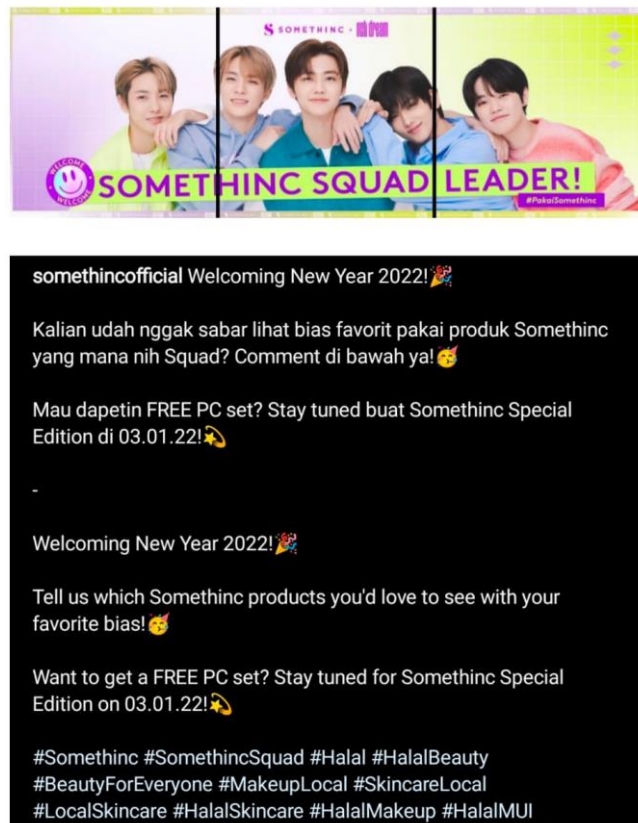 SOMETHINC · nct dream
WELCOME
SOMETHINC SQUAD LEADER!
WELCOME
#PakaiSomethinc
somethincofficial Welcoming New Year 2022!🎉
Kalian udah nggak sabar lihat bias favorit pakai produk Somethinc
yang mana nih Squad? Comment di bawah ya!🥳
Mau dapetin FREE PC set? Stay tuned buat Somethinc Special
Edition di 03.01.22!💫
-
Welcoming New Year 2022!🎉
Tell us which Somethinc products you'd love to see with your
favorite bias!🥳
Want to get a FREE PC set? Stay tuned for Somethinc Special
Edition on 03.01.22!💫
#Somethinc #SomethincSquad #Halal #HalalBeauty
#BeautyForEveryone #MakeupLocal #SkincareLocal
#LocalSkincare #HalalSkincare #HalalMakeup #HalalMUI